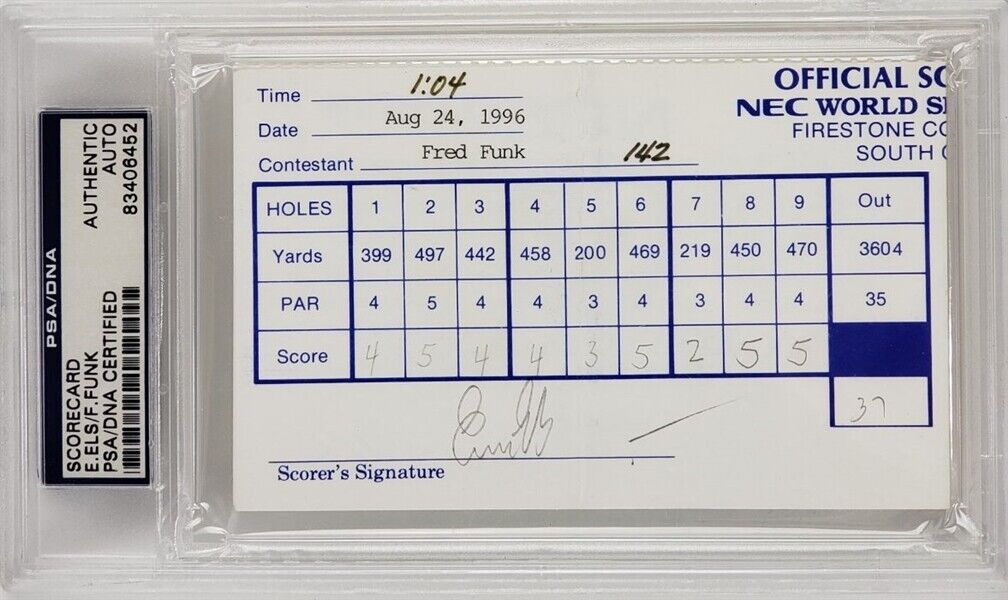 PSA/DNA
SCORECARD
E.ELS/F.FUNK
PSA/DNA CERTIFIED
AUTHENTIC
AUTO
83406452
OFFICIAL SC
NEC WORLD S
FIRESTONE CO
SOUTH
Time 1:04
Date Aug 24, 1996
Contestant Fred Funk 142
HOLES 1 2 3 4 5 6 7 8 9 Out
Yards 399 497 442 458 200 469 219 450 470 3604
PAR 4 5 4 4 3 4 3 4 4 35
Score 4 5 4 4 3 5 2 5 5
37
Scorer's Signature